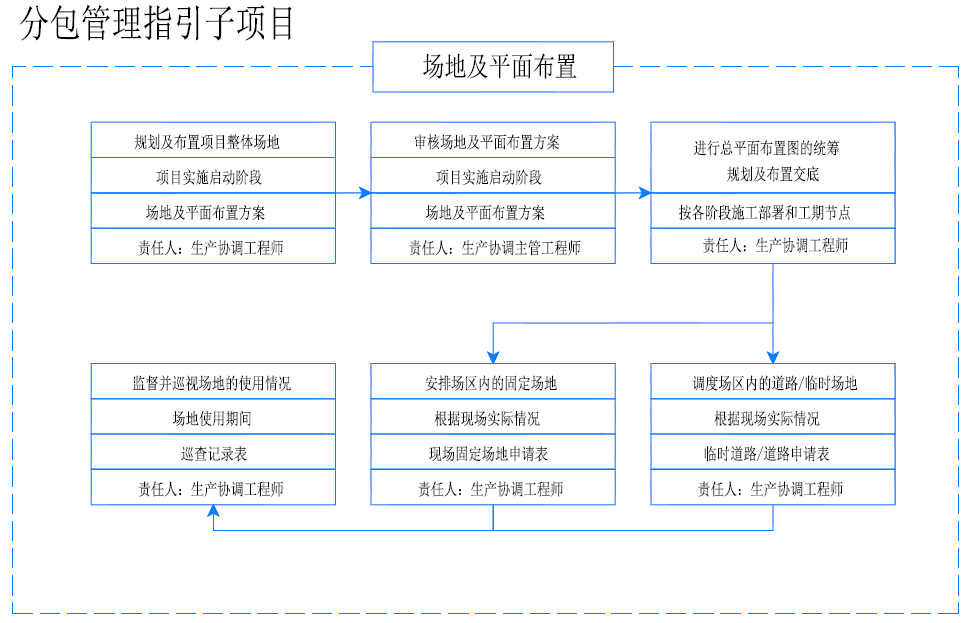 分包管理指引子项目
场地及平面布置
规划及布置项目整体场地
项目实施启动阶段
场地及平面布置方案
责任人：生产协调工程师
审核场地及平面布置方案
项目实施启动阶段
场地及平面布置方案
责任人：生产协调主管工程师
进行总平面布置图的统筹
规划及布置交底
按各阶段施工部署和工期节点
责任人：生产协调工程师
监督并巡视场地的使用情况
场地使用期间
巡查记录表
责任人：生产协调工程师
安排场区内的固定场地
根据现场实际情况
现场固定场地申请表
责任人：生产协调工程师
调度场区内的道路/临时场地
根据现场实际情况
临时道路/道路申请表
责任人：生产协调工程师